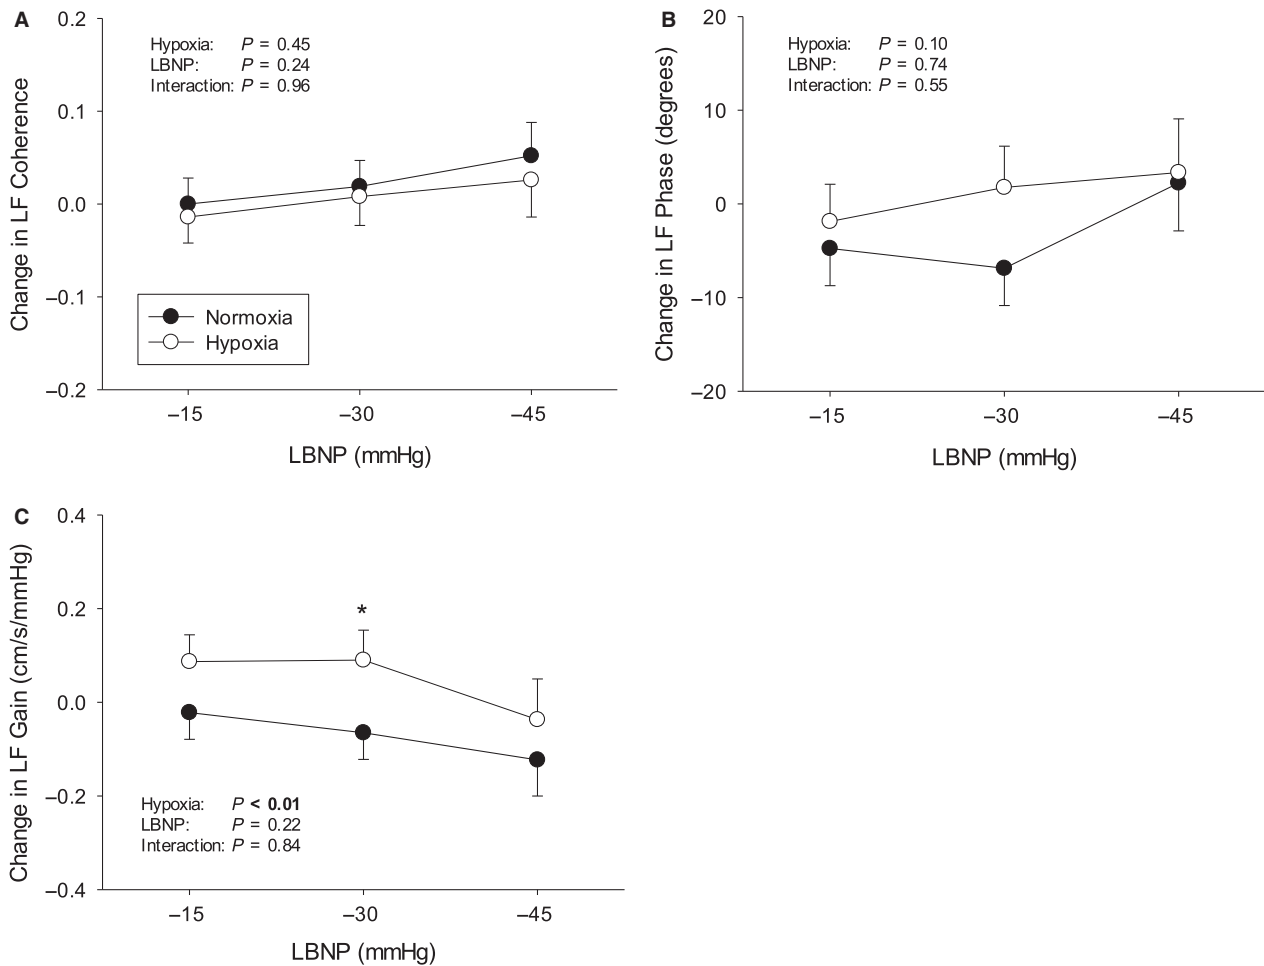 A
0.2
0.1
0.0
–0.1
–0.2
Change in LF Coherence
Hypoxia: P = 0.45
LBNP: P = 0.24
Interaction: P = 0.96
Normoxia
Hypoxia
–15 –30 –45
LBNP (mmHg)
B
20
10
0
–10
–20
Change in LF Phase (degrees)
Hypoxia: P = 0.10
LBNP: P = 0.74
Interaction: P = 0.55
–15 –30 –45
LBNP (mmHg)
C
0.4
0.2
0.0
–0.2
–0.4
Change in LF Gain (cm/s/mmHg)
*
Hypoxia: P < 0.01
LBNP: P = 0.22
Interaction: P = 0.84
–15 –30 –45
LBNP (mmHg)